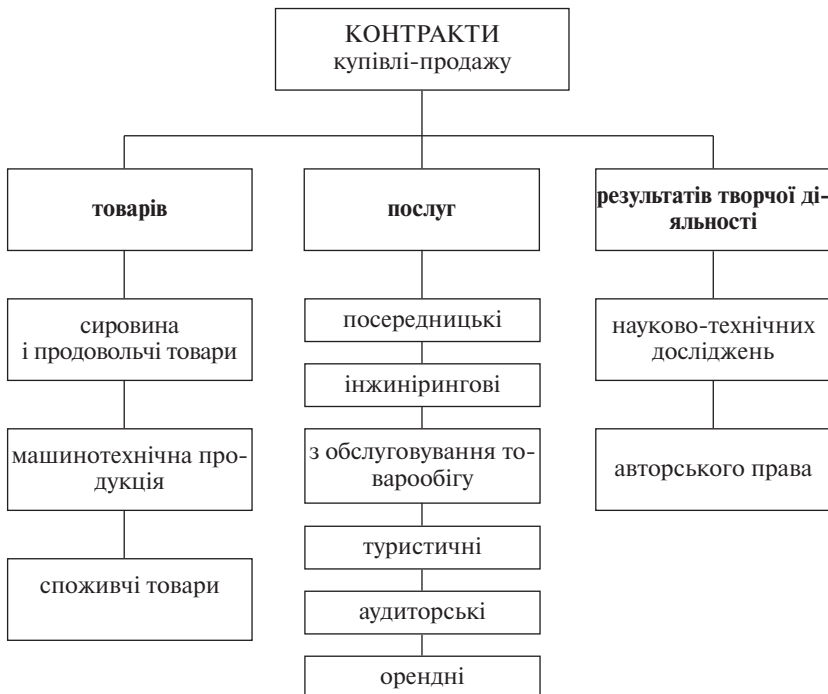 КОНТРАКТИ
купівлі-продажу
товарів
сировина
і продовольчі товари
машинотехнічна про-
дукція
споживчі товари
послуг
посередницькі
інжинірингові
з обслуговування то-
варообігу
туристичні
аудиторські
орендні
результатів творчої ді-
яльності
науково-технічних
досліджень
авторського права